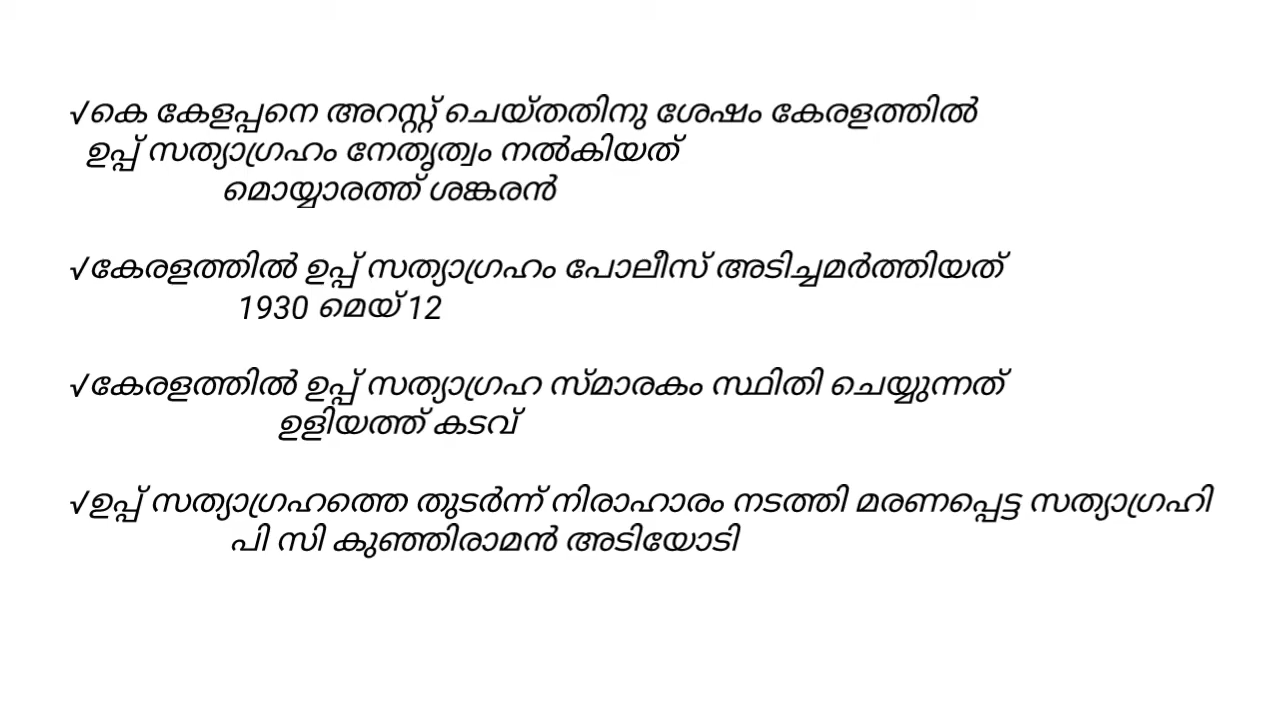 √കെ കേളപ്പനെ അറസ്റ്റ് ചെയ്തതിനു ശേഷം കേരളത്തിൽ
ഉപ്പ് സത്യാഗ്രഹം നേതൃത്വം നൽകിയത്
മൊയ്യാരത്ത് ശങ്കരൻ
√കേരളത്തിൽ ഉപ്പ് സത്യാഗ്രഹം പോലീസ് അടിച്ചമർത്തിയത്
1930 മെയ് 12
√കേരളത്തിൽ ഉപ്പ് സത്യാഗ്രഹ സ്മാരകം സ്ഥിതി ചെയ്യുന്നത്
ഉളിയത്ത് കടവ്
√ഉപ്പ് സത്യാഗ്രഹത്തെ തുടർന്ന് നിരാഹാരം നടത്തി മരണപ്പെട്ട സത്യാഗ്രഹി
പി സി കുഞ്ഞിരാമൻ അടിയോടി